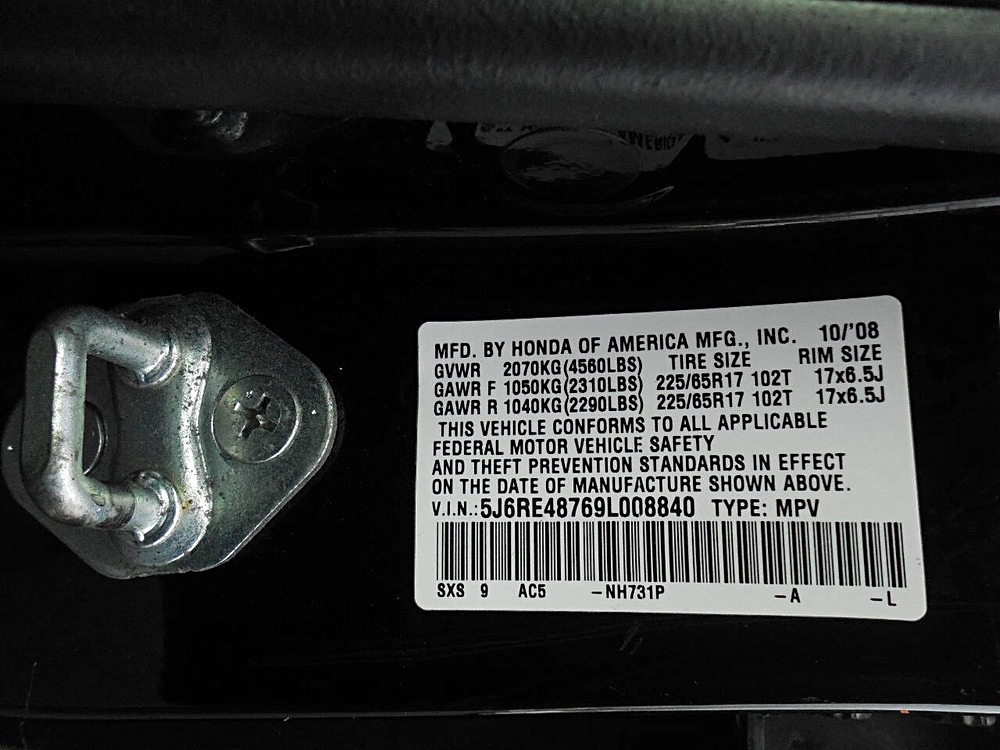 MFD. BY HONDA OF AMERICA MFG., INC. 10/'08
GVWR 2070KG(4560LBS) TIRE SIZE RIM SIZE
GAWR F 1050KG(2310LBS) 225/65R17 102T 17x6.5J
GAWR R 1040KG(2290LBS) 225/65R17 102T 17x6.5J
THIS VEHICLE CONFORMS TO ALL APPLICABLE
FEDERAL MOTOR VEHICLE SAFETY
AND THEFT PREVENTION STANDARDS IN EFFECT
ON THE DATE OF MANUFACTURE SHOWN ABOVE.
V.I.N.:5J6RE48769L008840 TYPE: MPV
SXS 9 AC5 -NH731P -A -L